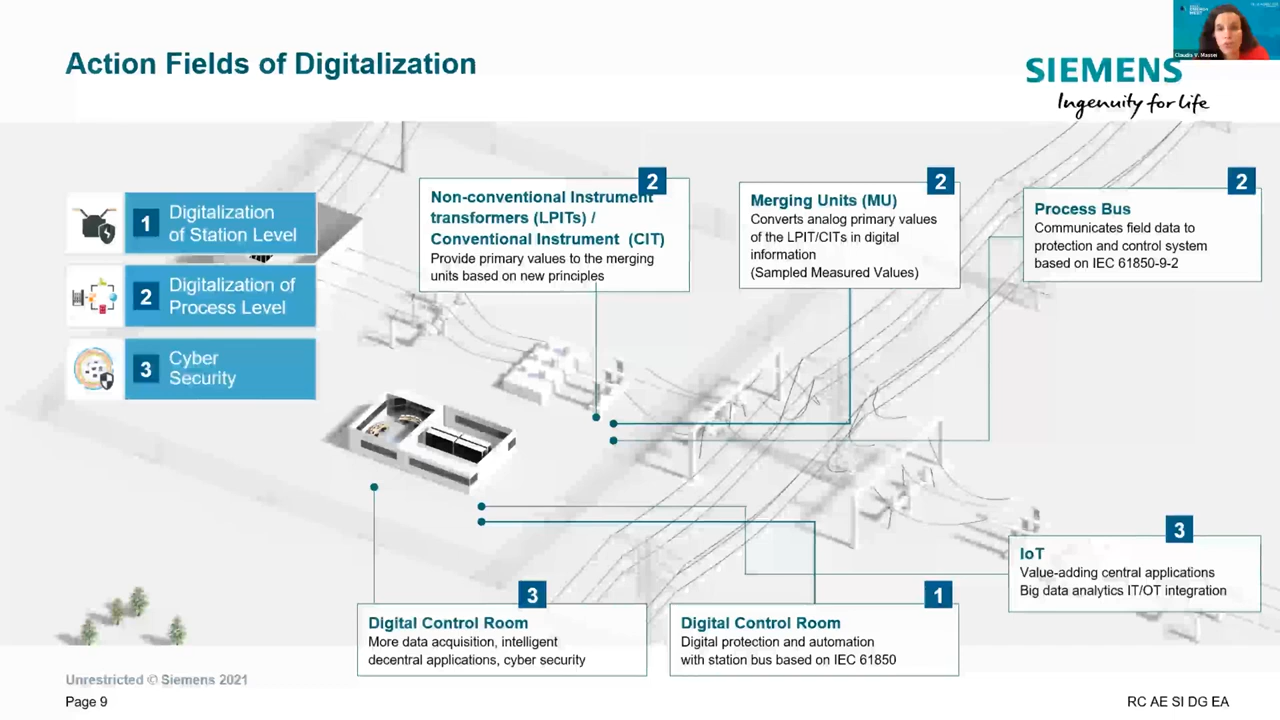 Action Fields of Digitalization
SIEMENS
Ingenuity for life
Claudia V. Mason
1
Digitalization
of Station Level
2
Digitalization of
Process Level
3
Cyber
Security
2
Non-conventional Instrument
transformers (LPITs) /
Conventional Instrument (CIT)
Provide primary values to the merging
units based on new principles
2
Merging Units (MU)
Converts analog primary values
of the LPIT/CITs in digital
information
(Sampled Measured Values)
2
Process Bus
Communicates field data to
protection and control system
based on IEC 61850-9-2
3
IoT
Value-adding central applications
Big data analytics IT/OT integration
3
Digital Control Room
More data acquisition, intelligent
decentral applications, cyber security
1
Digital Control Room
Digital protection and automation
with station bus based on IEC 61850
Unrestricted © Siemens 2021
Page 9
RC AE SI DG EA